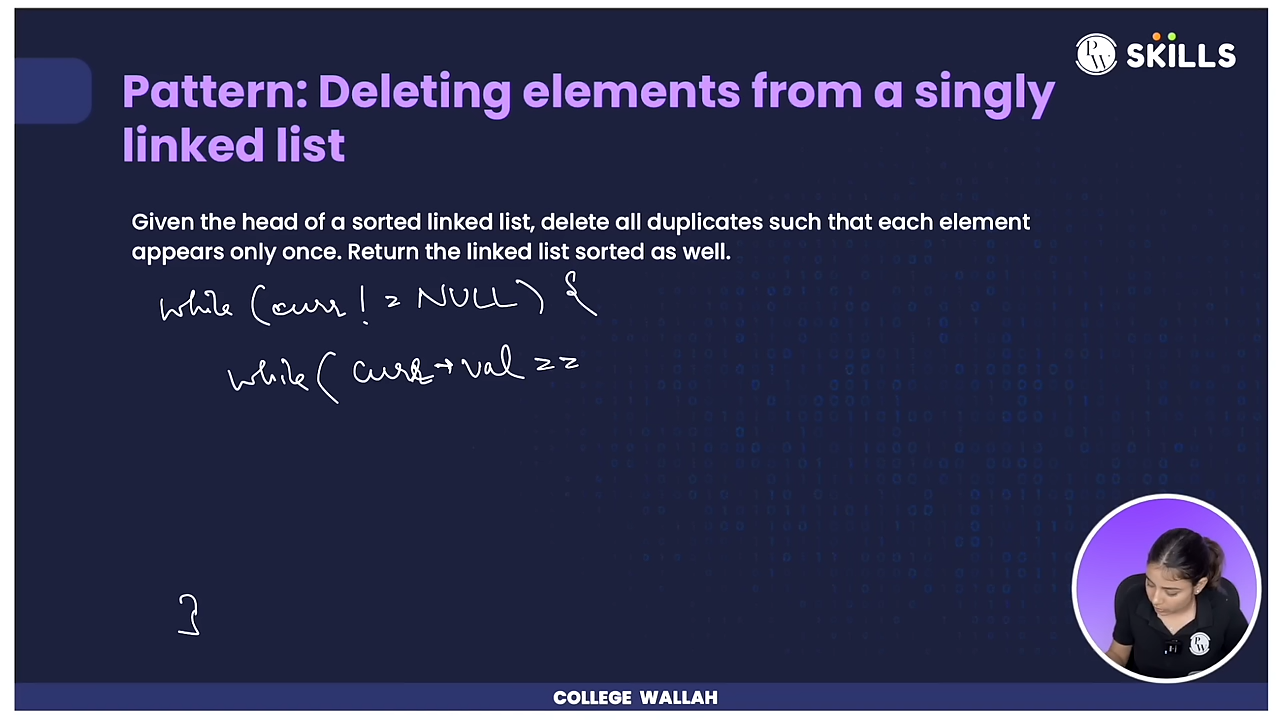 PW SKILLS
Pattern: Deleting elements from a singly
linked list
Given the head of a sorted linked list, delete all duplicates such that each element
appears only once. Return the linked list sorted as well.
while (curr != NULL) {
while ( curr→val ==
}
PW
COLLEGE WALLAH